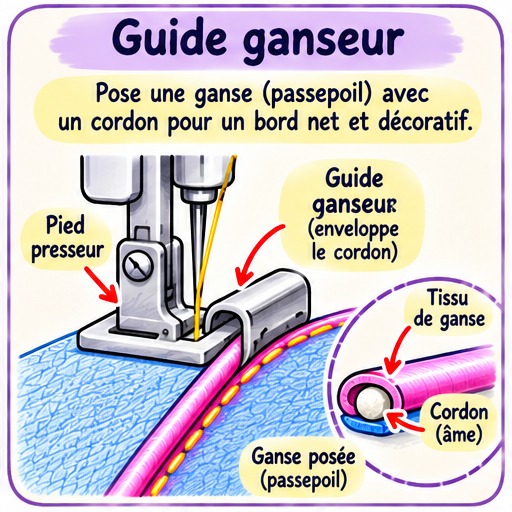 Guide ganseur
Pose une ganse (passepoil) avec
un cordon pour un bord net et décoratif.
Guide
ganseur
(enveloppe
le cordon)
Pied
presseur
Tissu
de ganse
Cordon
(âme)
Ganse posée
(passepoil)